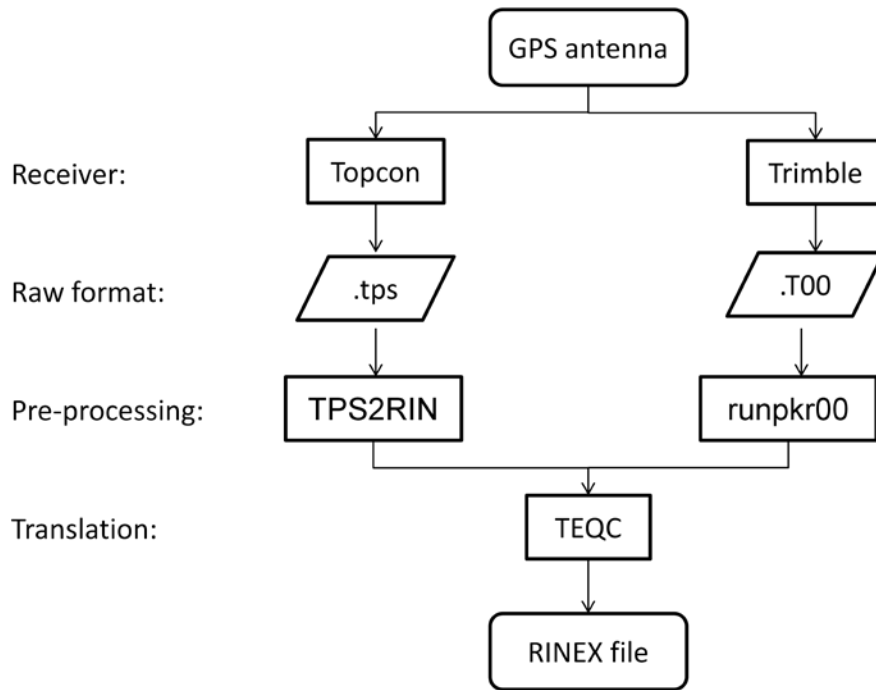 GPS antenna
Receiver:
Topcon
Trimble
Raw format:
.tps
.T00
Pre-processing:
TPS2RIN
runpkr00
Translation:
TEQC
RINEX file